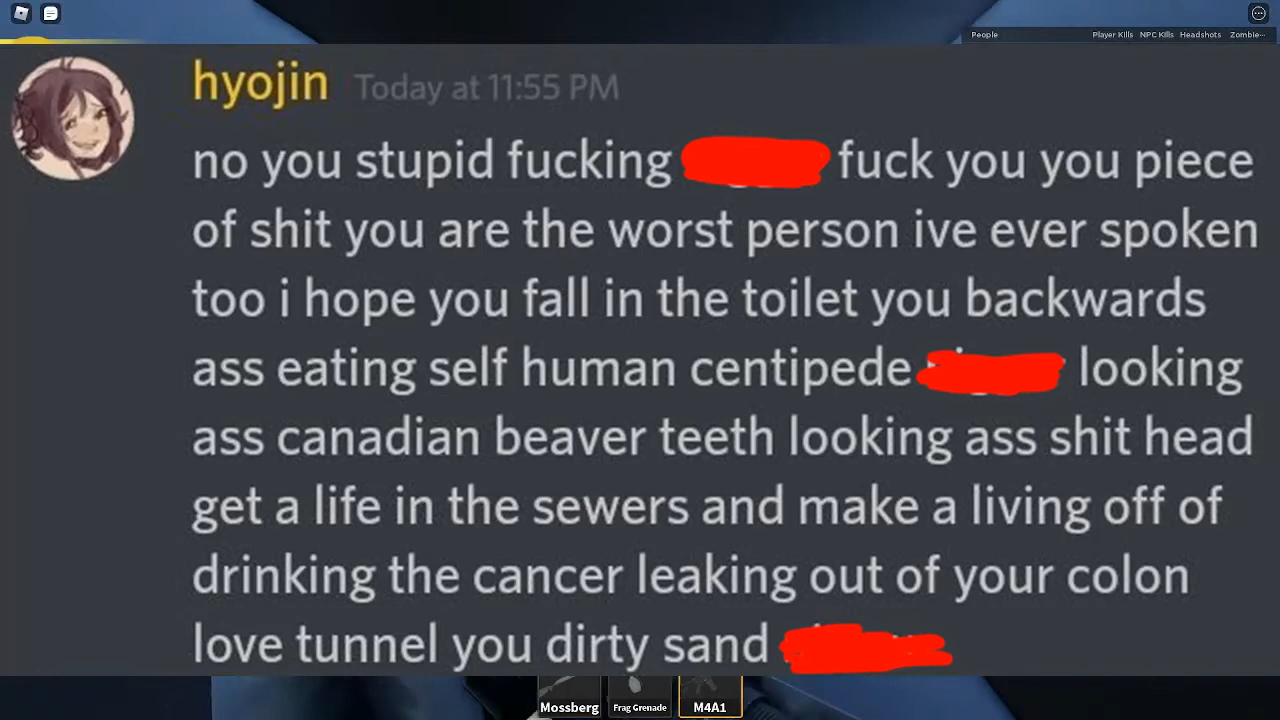 People Player Kills NPC Kills Headshots Zombie...
hyojin Today at 11:55 PM
no you stupid fucking fuck you you piece
of shit you are the worst person ive ever spoken
too i hope you fall in the toilet you backwards
ass eating self human centipede looking
ass canadian beaver teeth looking ass shit head
get a life in the sewers and make a living off of
drinking the cancer leaking out of your colon
love tunnel you dirty sand
Mossberg Frag Grenade M4A1